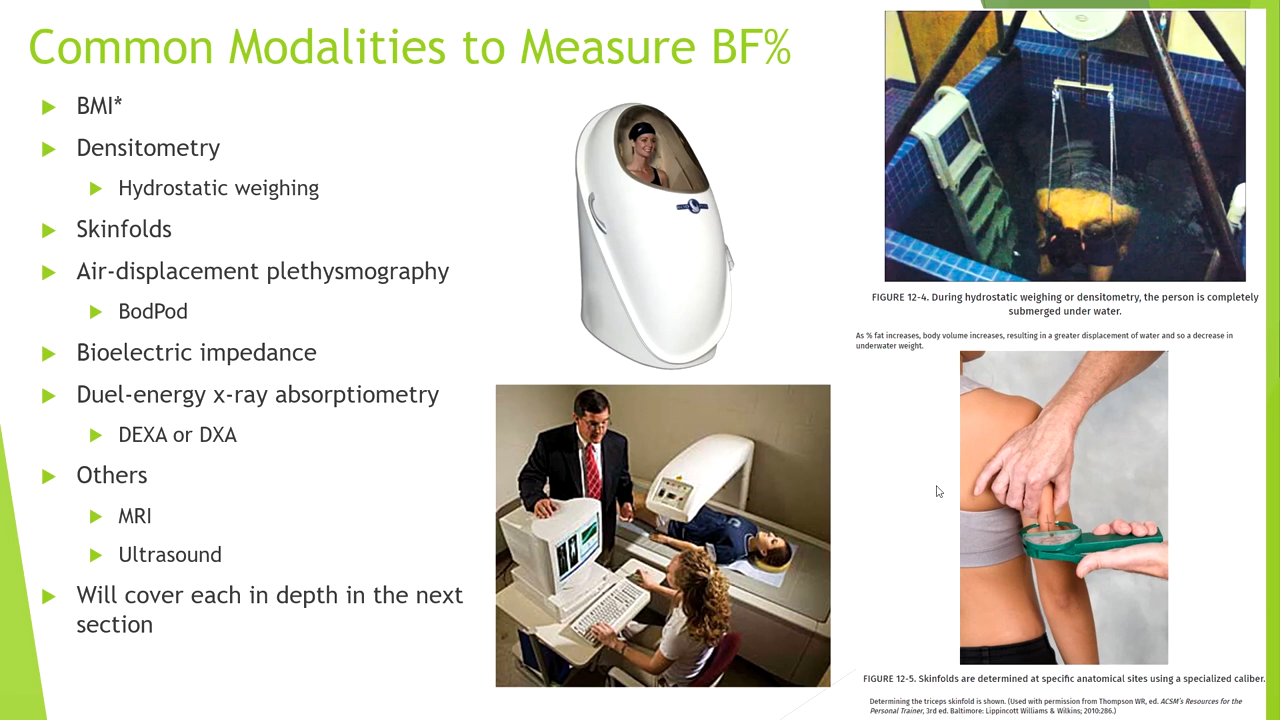 Common Modalities to Measure BF%
BMI*
Densitometry
Hydrostatic weighing
Skinfolds
Air-displacement plethysmography
BodPod
Bioelectric impedance
Duel-energy x-ray absorptiometry
DEXA or DXA
Others
MRI
Ultrasound
Will cover each in depth in the next
section
FIGURE 12-4. During hydrostatic weighing or densitometry, the person is completely
submerged under water.
As % fat increases, body volume increases, resulting in a greater displacement of water and so a decrease in
underwater weight.
FIGURE 12-5. Skinfolds are determined at specific anatomical sites using a specialized caliber.
Determining the triceps skinfold is shown. (Used with permission from Thompson WR, ed. ACSM's Resources for the
Personal Trainer, 3rd ed. Baltimore: Lippincott Williams & Wilkins; 2010:286.)